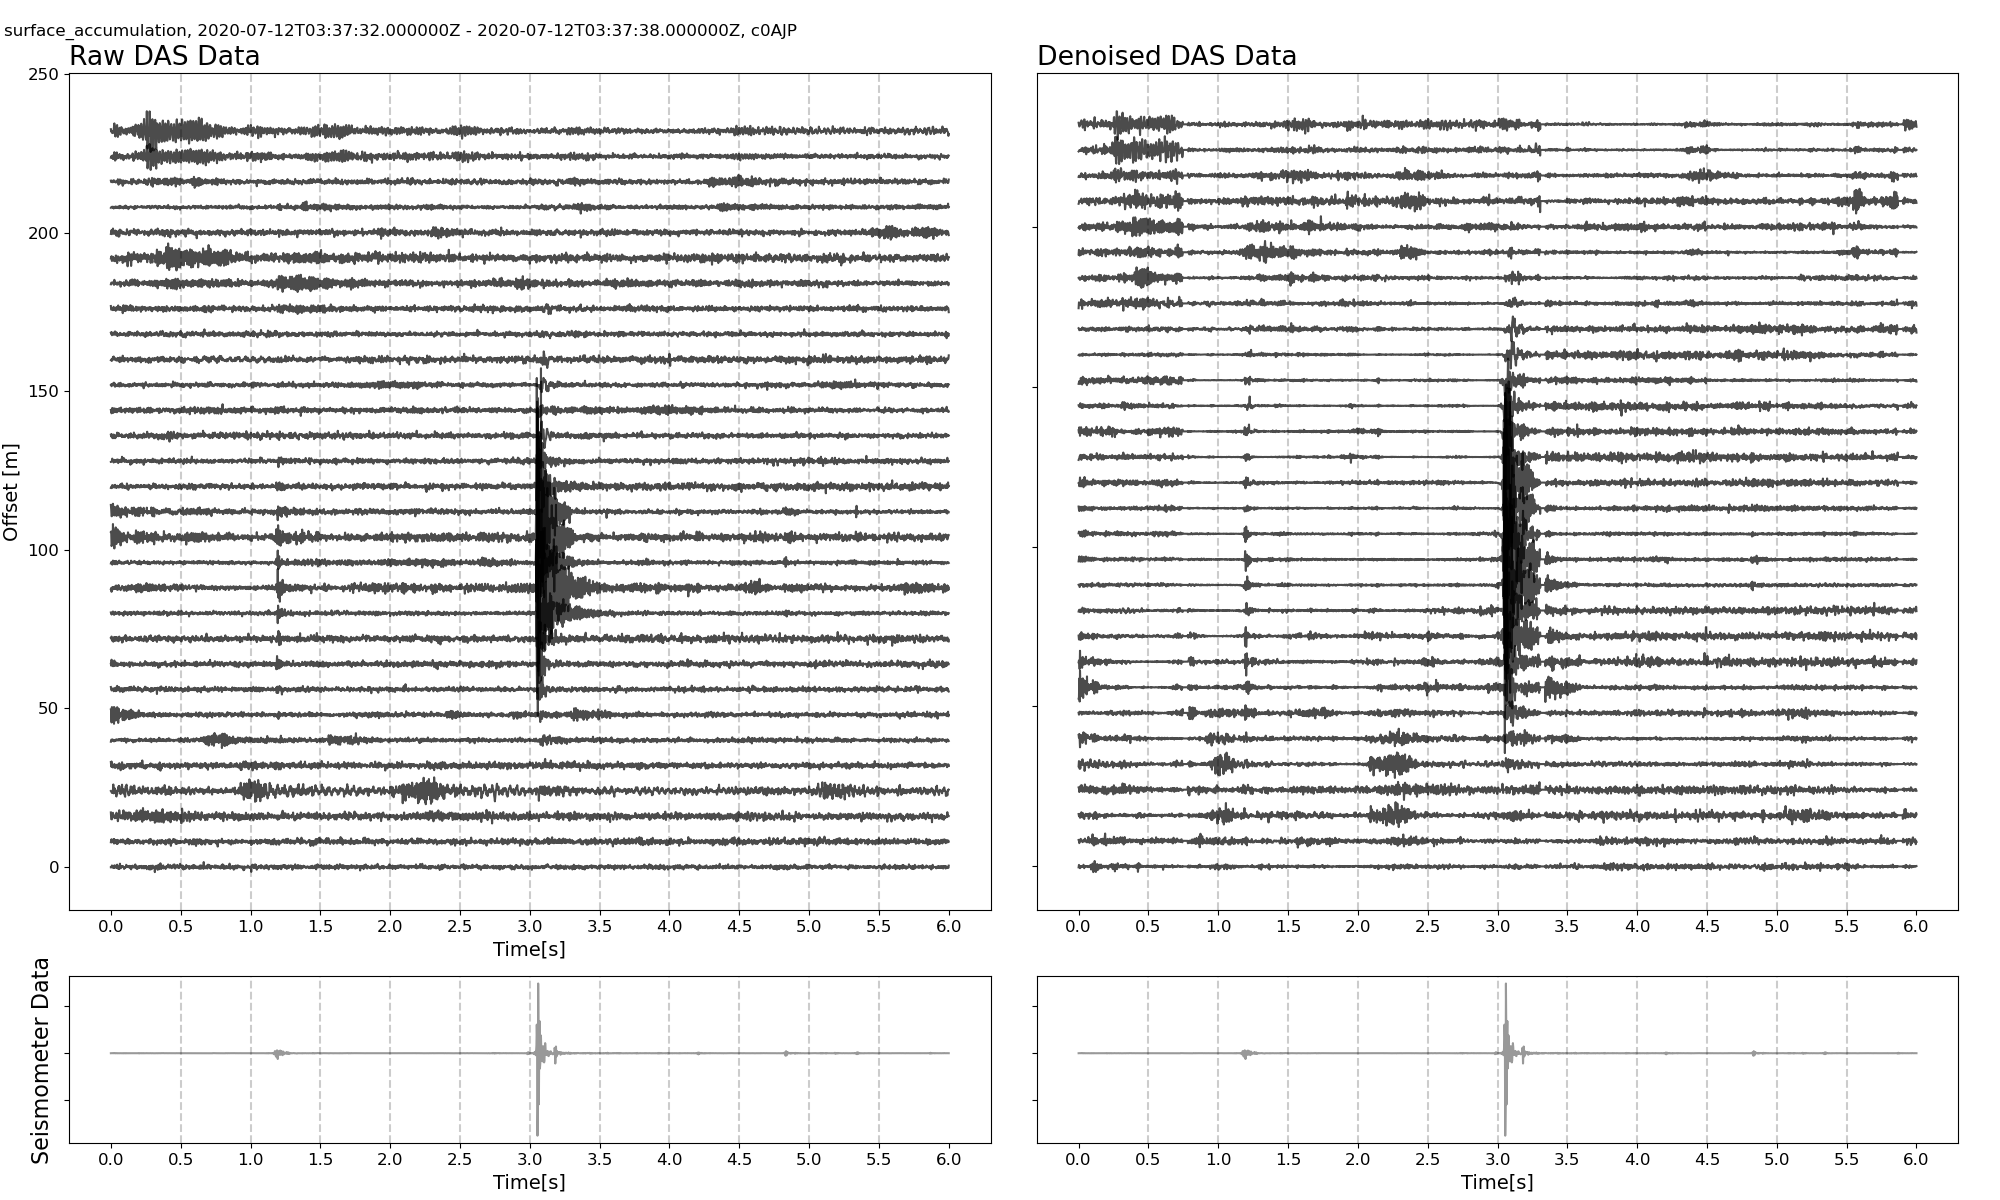 surface_accumulation, 2020-07-12T03:37:32.000000Z - 2020-07-12T03:37:38.000000Z, c0AJP
Raw DAS Data
Denoised DAS Data
250
200
150
100
50
0
Offset [m]
0.0 0.5 1.0 1.5 2.0 2.5 3.0 3.5 4.0 4.5 5.0 5.5 6.0
Time[s]
0.0 0.5 1.0 1.5 2.0 2.5 3.0 3.5 4.0 4.5 5.0 5.5 6.0
Seismometer Data
0.0 0.5 1.0 1.5 2.0 2.5 3.0 3.5 4.0 4.5 5.0 5.5 6.0
Time[s]
0.0 0.5 1.0 1.5 2.0 2.5 3.0 3.5 4.0 4.5 5.0 5.5 6.0
Time[s]